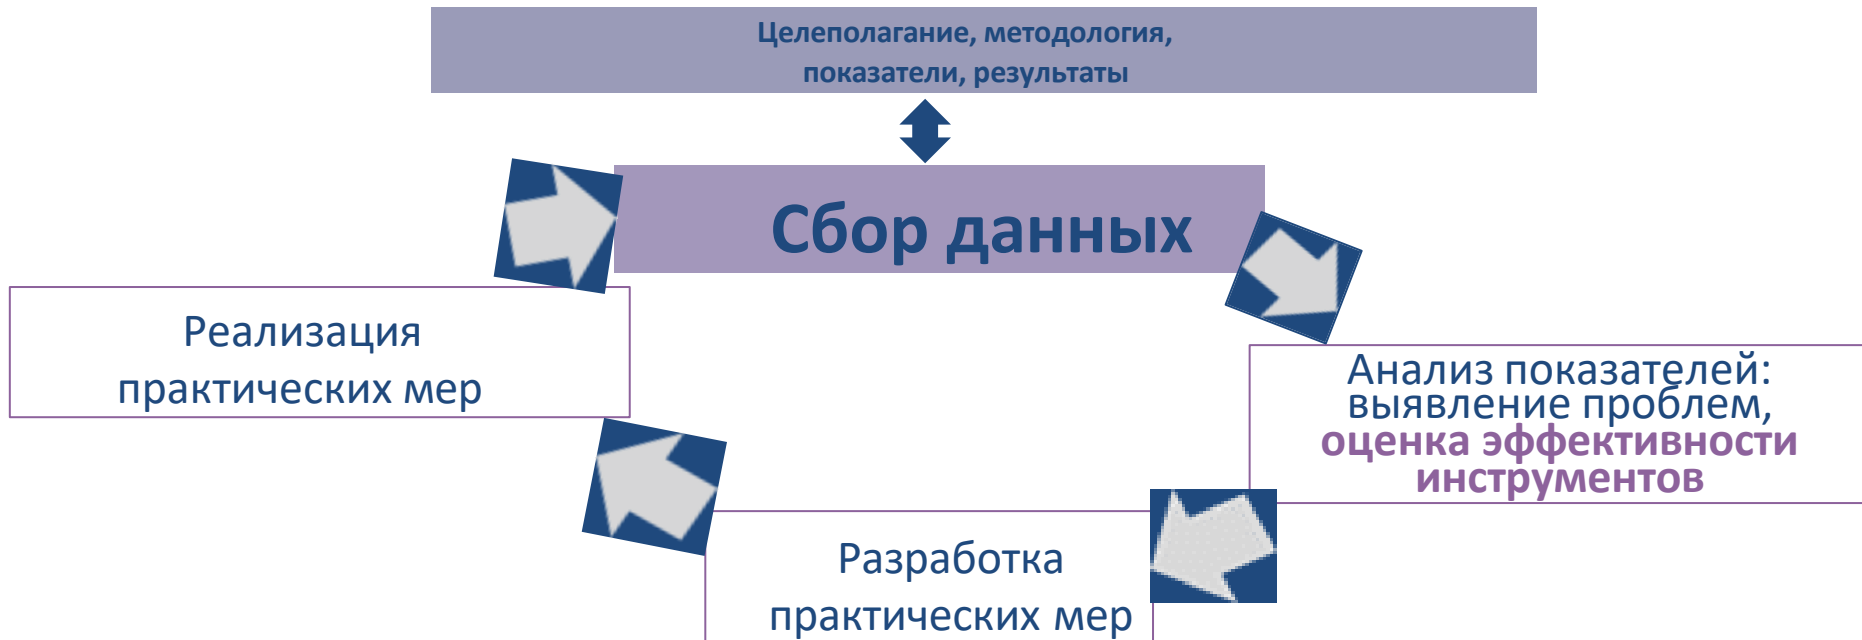 Целеполагание, методология,
показатели, результаты
Сбор данных
Реализация
практических мер
Анализ показателей:
выявление проблем,
оценка эффективности
инструментов
Разработка
практических мер